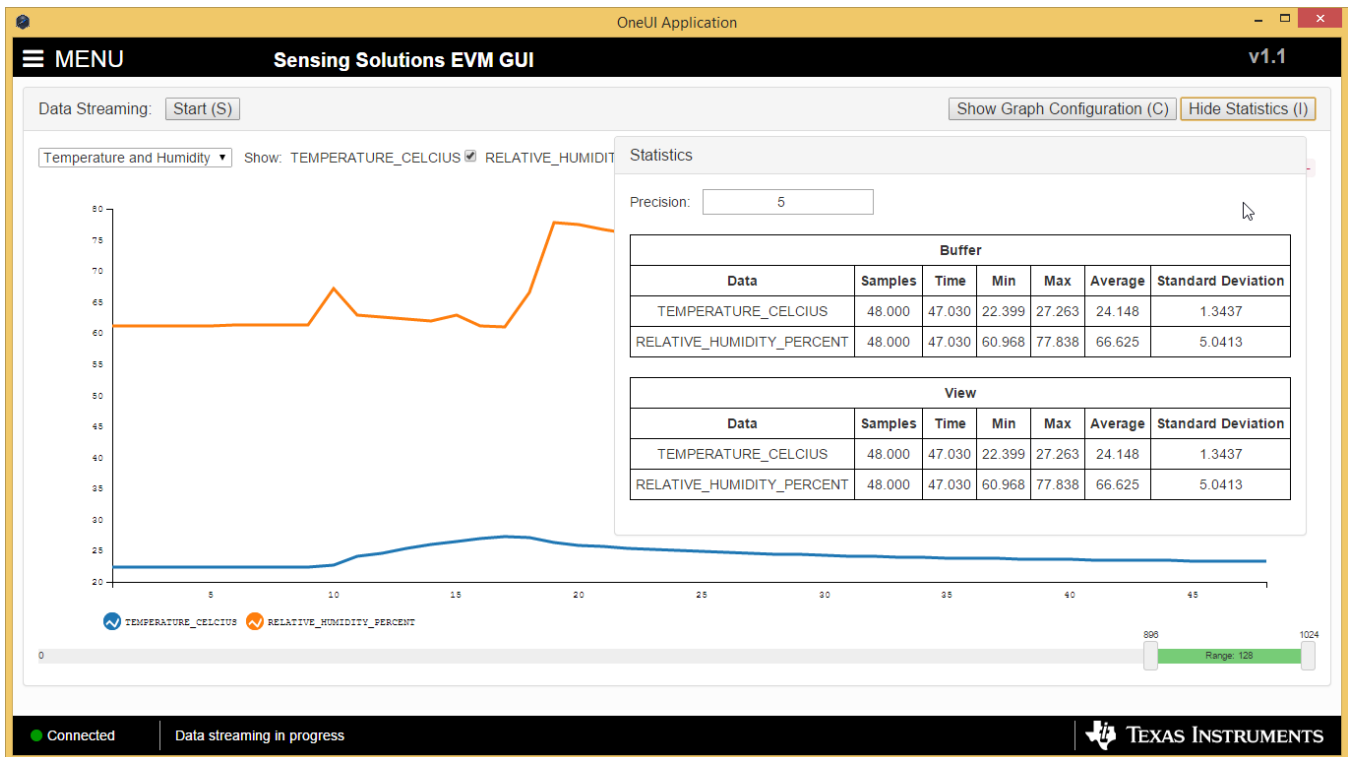 OneUI Application
MENU Sensing Solutions EVM GUI v1.1
Data Streaming: Start (S) Show Graph Configuration (C) Hide Statistics (I)
Temperature and Humidity Show: TEMPERATURE_CELCIUS RELATIVE_HUMIDIT
Statistics
Precision: 5
Buffer
Data Samples Time Min Max Average Standard Deviation
TEMPERATURE_CELCIUS 48.000 47.030 22.399 27.263 24.148 1.3437
RELATIVE_HUMIDITY_PERCENT 48.000 47.030 60.968 77.838 66.625 5.0413
View
Data Samples Time Min Max Average Standard Deviation
TEMPERATURE_CELCIUS 48.000 47.030 22.399 27.263 24.148 1.3437
RELATIVE_HUMIDITY_PERCENT 48.000 47.030 60.968 77.838 66.625 5.0413
80
75
70
65
60
55
50
45
40
35
30
25
20
5 10 15 20 25 30 35 40 45
TEMPERATURE_CELCIUS RELATIVE_HUMIDITY_PERCENT
896 1024
0 Range: 128
Connected Data streaming in progress TEXAS INSTRUMENTS